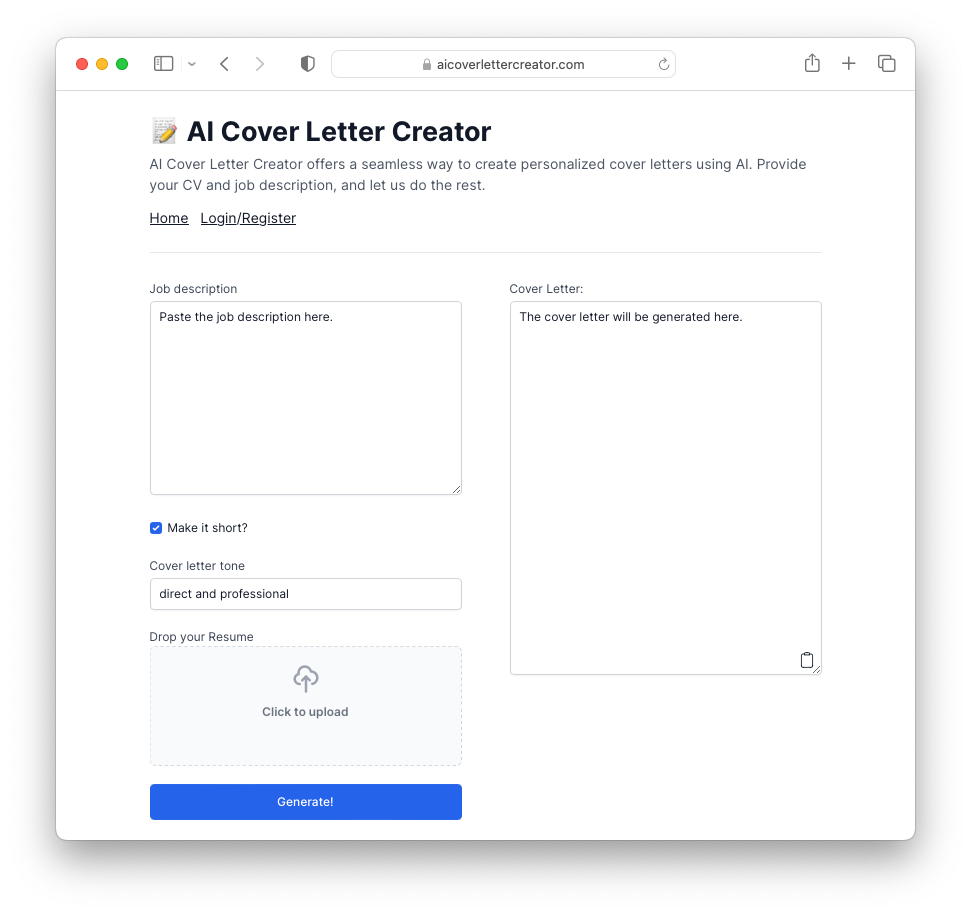 aicoverlettercreator.com
AI Cover Letter Creator
AI Cover Letter Creator offers a seamless way to create personalized cover letters using AI. Provide
your CV and job description, and let us do the rest.
Home Login/Register
Job description
Paste the job description here.
Make it short?
Cover letter tone
direct and professional
Drop your Resume
Click to upload
Generate!
Cover Letter:
The cover letter will be generated here.